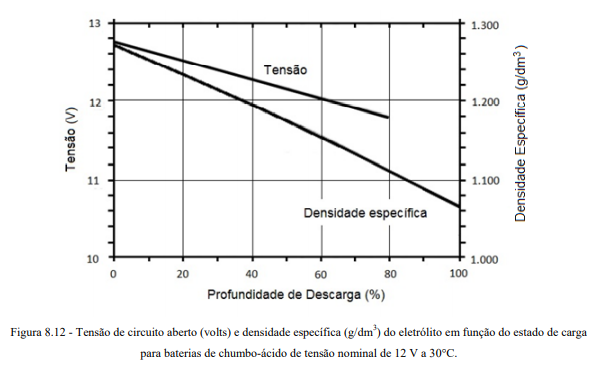 13
12
11
10
Tensão (V)
Tensão
Densidade específica
1.300
1.200
1.100
1.000
Densidade Específica (g/dm³)
0
20
40
60
80
100
Profundidade de Descarga (%)
Figura 8.12 - Tensão de circuito aberto (volts) e densidade específica (g/dm³) do eletrólito em função do estado de carga
para baterias de chumbo-ácido de tensão nominal de 12 V a 30°C.